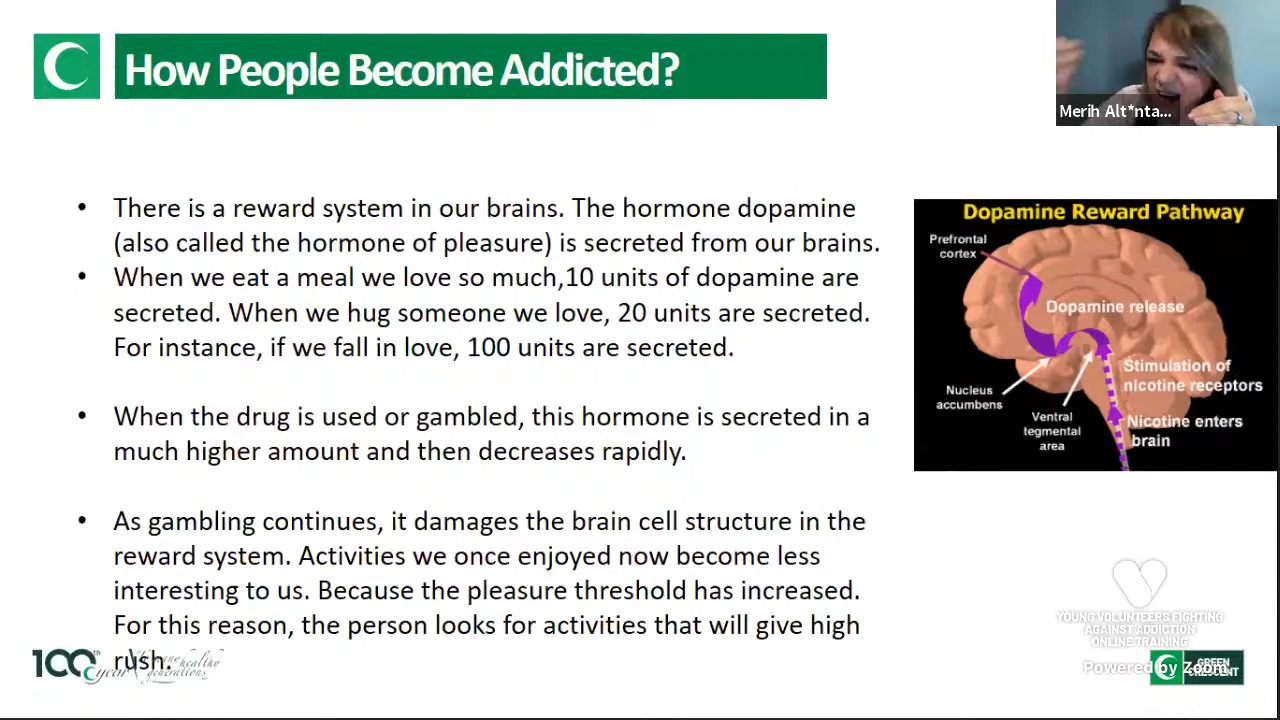 How People Become Addicted?
Merih Alt*nta...
• There is a reward system in our brains. The hormone dopamine
(also called the hormone of pleasure) is secreted from our brains.
• When we eat a meal we love so much,10 units of dopamine are
secreted. When we hug someone we love, 20 units are secreted.
For instance, if we fall in love, 100 units are secreted.
• When the drug is used or gambled, this hormone is secreted in a
much higher amount and then decreases rapidly.
• As gambling continues, it damages the brain cell structure in the
reward system. Activities we once enjoyed now become less
interesting to us. Because the pleasure threshold has increased.
For this reason, the person looks for activities that will give high
rush.
Dopamine Reward Pathway
Prefrontal
cortex
Dopamine release
Stimulation of
nicotine receptors
Nucleus
accumbens
Ventral
tegmental
area
Nicotine enters
brain
YOUNG VOLUNTEERS FIGHTING
AGAINST ADDICTION
ONLINE TRAINING
Powered by Zoom
GREEN
CRESCENT
100th
year
healthy
generations